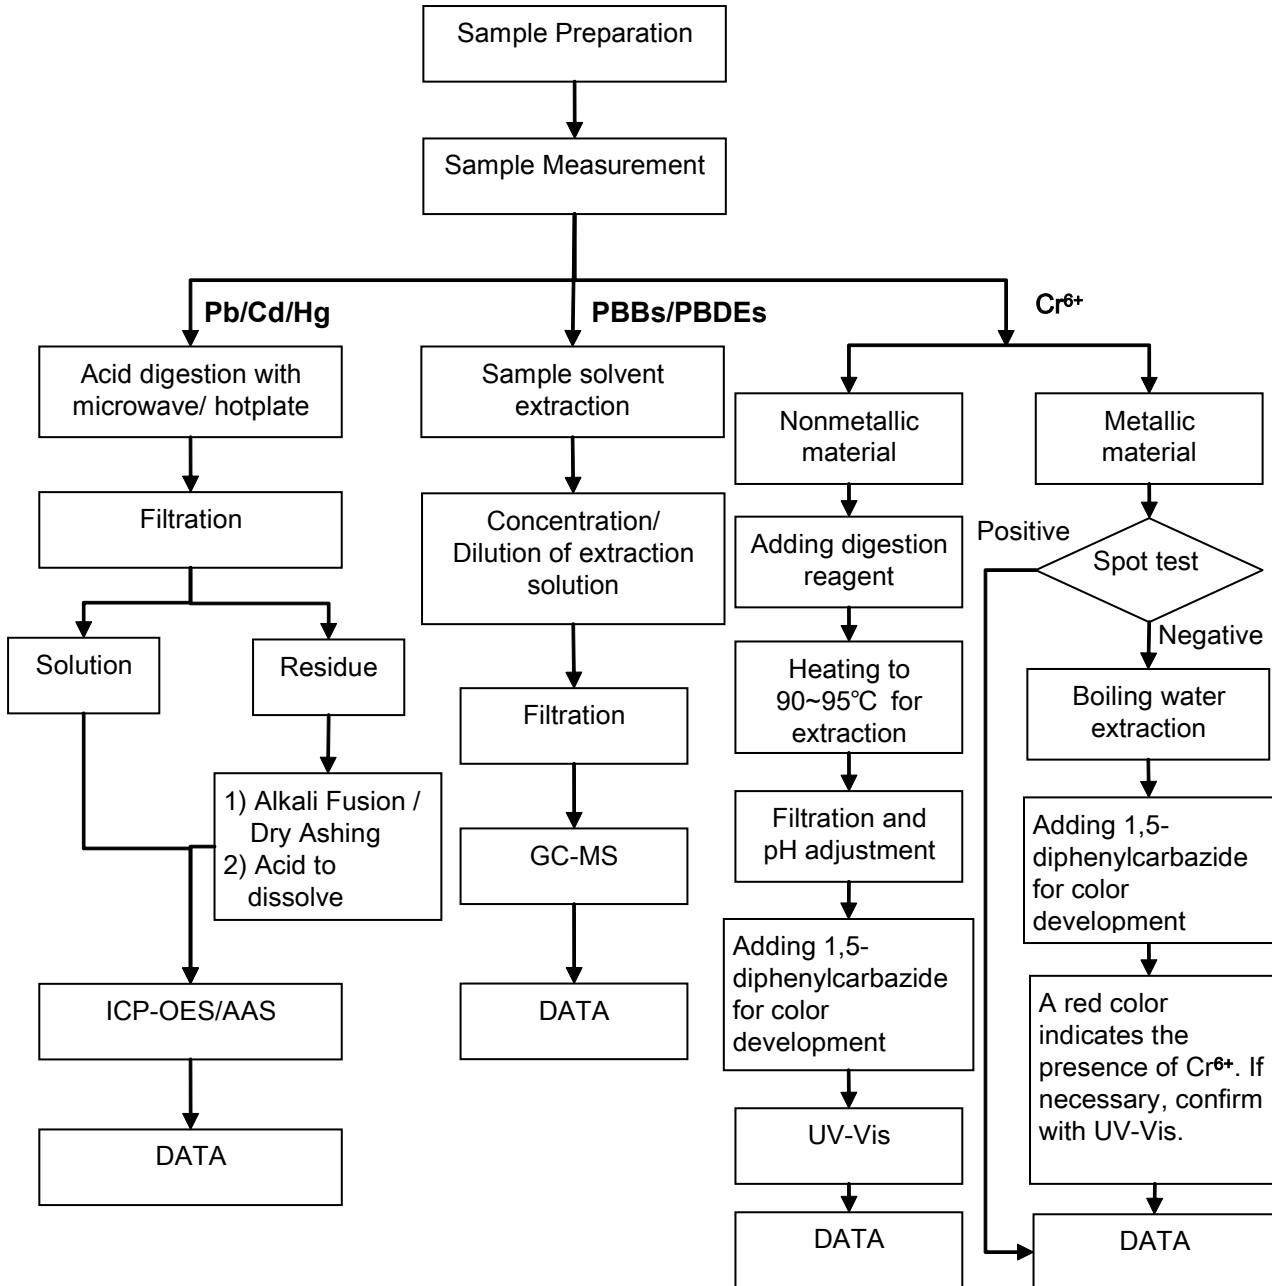 Sample Preparation
Sample Measurement
Pb/Cd/Hg
PBBs/PBDEs
Cr⁶⁺
Acid digestion with
microwave/ hotplate
Filtration
Solution
Residue
1) Alkali Fusion /
Dry Ashing
2) Acid to
dissolve
ICP-OES/AAS
DATA
Sample solvent
extraction
Concentration/
Dilution of extraction
solution
Filtration
GC-MS
DATA
Nonmetallic
material
Adding digestion
reagent
Heating to
90~95℃ for
extraction
Filtration and
pH adjustment
Adding 1,5-
diphenylcarbazide
for color
development
UV-Vis
DATA
Metallic
material
Positive
Spot test
Negative
Boiling water
extraction
Adding 1,5-
diphenylcarbazide
for color
development
A red color
indicates the
presence of Cr⁶⁺. If
necessary, confirm
with UV-Vis.
DATA